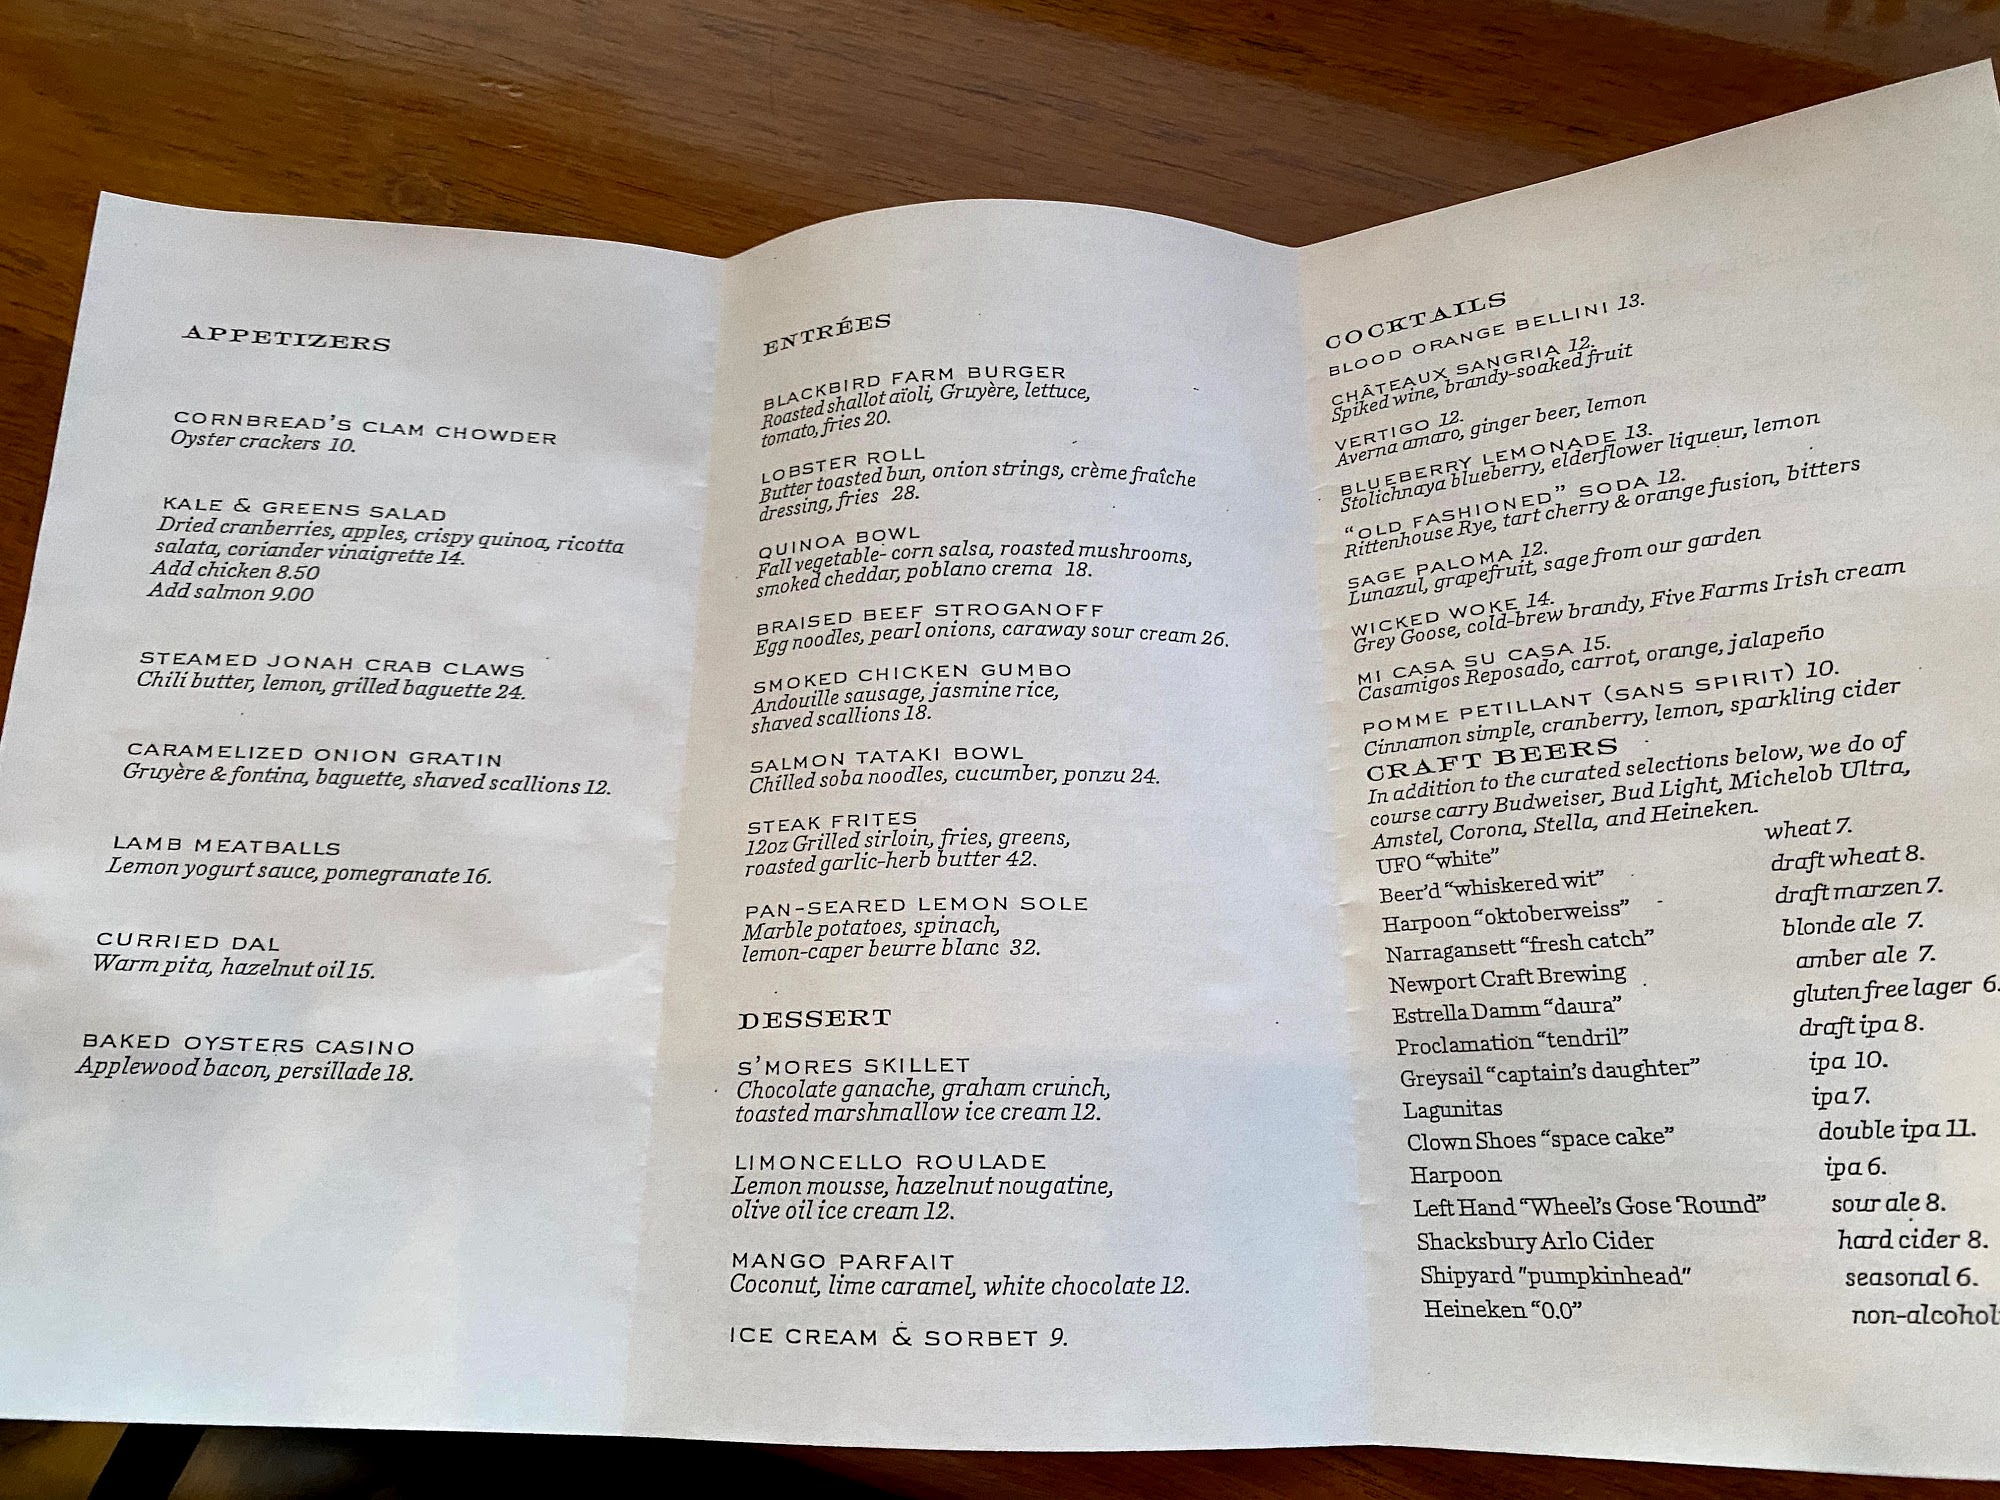 APPETIZERS
CORNBREAD'S CLAM CHOWDER
Oyster crackers 10.
KALE & GREENS SALAD
Dried cranberries, apples, crispy quinoa, ricotta
salata, coriander vinaigrette 14.
Add chicken 8.50
Add salmon 9.00
STEAMED JONAH CRAB CLAWS
Chili butter, lemon, grilled baguette 24.
CARAMELIZED ONION GRATIN
Gruyère & fontina, baguette, shaved scallions 12.
LAMB MEATBALLS
Lemon yogurt sauce, pomegranate 16.
CURRIED DAL
Warm pita, hazelnut oil 15.
BAKED OYSTERS CASINO
Applewood bacon, persillade 18.
ENTRÉES
BLACKBIRD FARM BURGER
Roasted shallot aïoli, Gruyère, lettuce,
tomato, fries 20.
LOBSTER ROLL
Butter toasted bun, onion strings, crème fraîche
dressing, fries 28.
QUINOA BOWL
Fall vegetable- corn salsa, roasted mushrooms,
smoked cheddar, poblano crema 18.
BRAISED BEEF STROGANOFF
Egg noodles, pearl onions, caraway sour cream 26.
SMOKED CHICKEN GUMBO
Andouille sausage, jasmine rice,
shaved scallions 18.
SALMON TATAKI BOWL
Chilled soba noodles, cucumber, ponzu 24.
STEAK FRITES
12oz Grilled sirloin, fries, greens,
roasted garlic-herb butter 42.
PAN-SEARED LEMON SOLE
Marble potatoes, spinach,
lemon-caper beurre blanc 32.
DESSERT
S'MORES SKILLET
Chocolate ganache, graham crunch,
toasted marshmallow ice cream 12.
LIMONCELLO ROULADE
Lemon mousse, hazelnut nougatine,
olive oil ice cream 12.
MANGO PARFAIT
Coconut, lime caramel, white chocolate 12.
ICE CREAM & SORBET 9.
COCKTAILS
BLOOD ORANGE BELLINI 13.
CHÂTEAUX SANGRIA 12.
Spiked wine, brandy-soaked fruit
VERTIGO 12.
Averna amaro, ginger beer, lemon
BLUEBERRY LEMONADE 13.
Stolichnaya blueberry, elderflower liqueur, lemon
"OLD FASHIONED" SODA 12.
Rittenhouse Rye, tart cherry & orange fusion, bitters
SAGE PALOMA 12.
Lunazul, grapefruit, sage from our garden
WICKED WOKE 14.
Grey Goose, cold-brew brandy, Five Farms Irish cream
MI CASA SU CASA 15.
Casamigos Reposado, carrot, orange, jalapeño
POMME PETILLANT (SANS SPIRIT) 10.
Cinnamon simple, cranberry, lemon, sparkling cider
CRAFT BEERS
In addition to the curated selections below, we do of
course carry Budweiser, Bud Light, Michelob Ultra,
Amstel, Corona, Stella, and Heineken.
UFO "white" wheat 7.
Beer'd "whiskered wit" draft wheat 8.
Harpoon "oktoberweiss" draft marzen 7.
Narragansett "fresh catch" blonde ale 7.
Newport Craft Brewing amber ale 7.
Estrella Damm "daura" gluten free lager 6.
Proclamation "tendril" draft ipa 8.
Greysail "captain's daughter" ipa 10.
Lagunitas ipa 7.
Clown Shoes "space cake" double ipa 11.
Harpoon ipa 6.
Left Hand "Wheel's Gose 'Round" sour ale 8.
Shacksbury Arlo Cider hard cider 8.
Shipyard "pumpkinhead" seasonal 6.
Heineken "0.0" non-alcohol